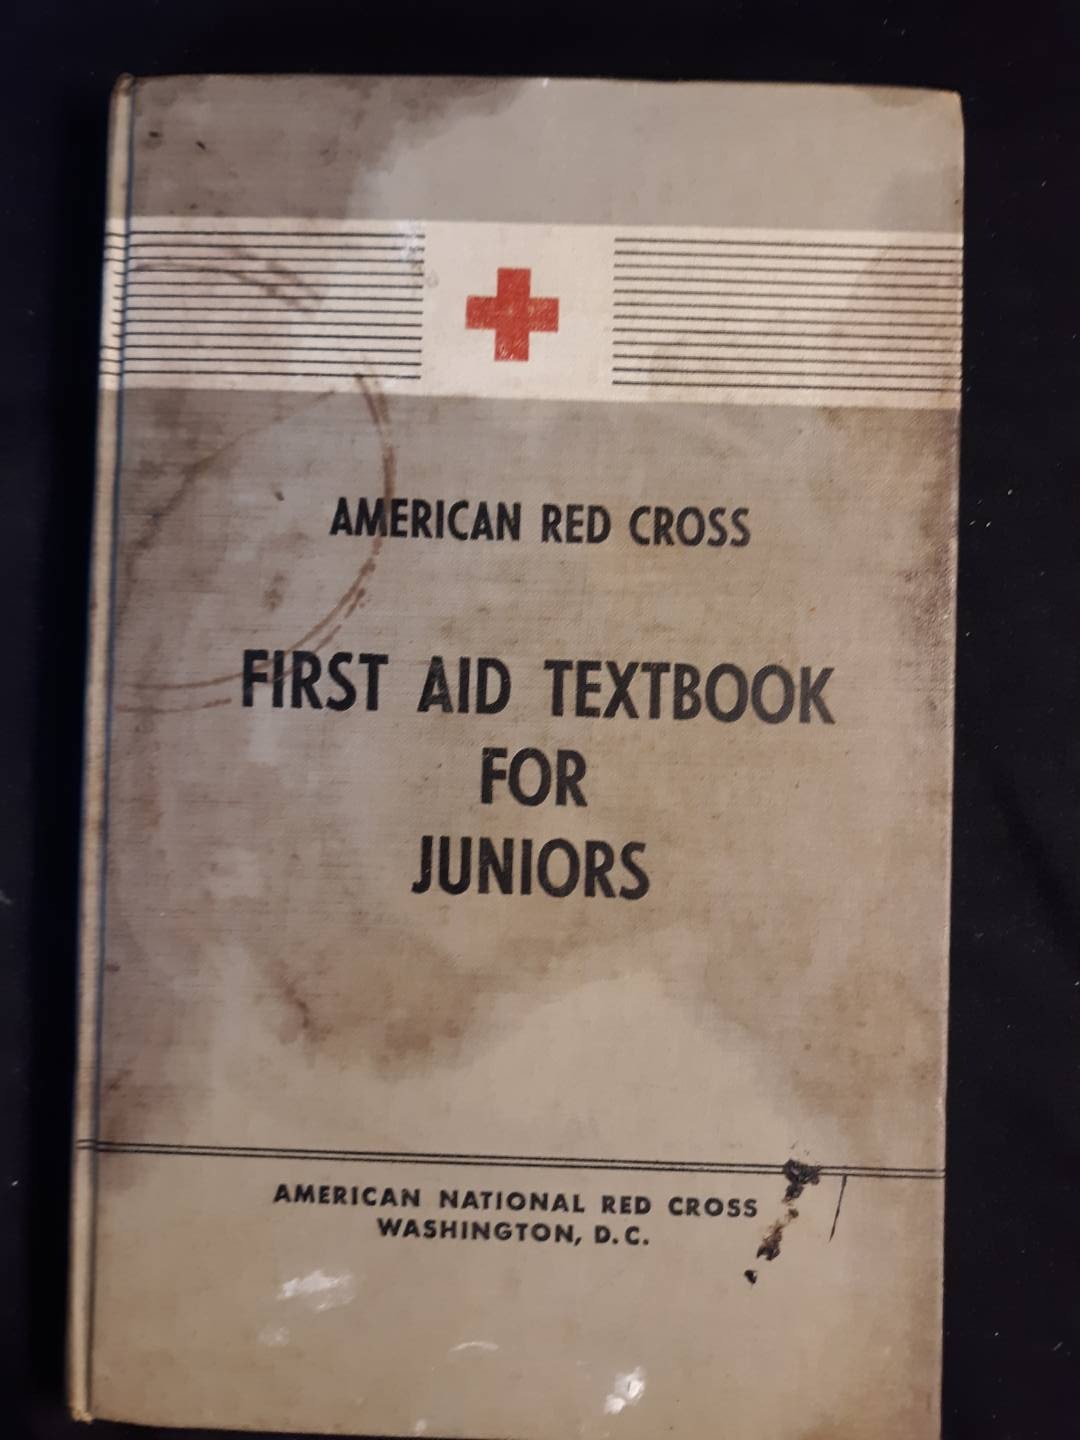 AMERICAN RED CROSS
FIRST AID TEXTBOOK
FOR
JUNIORS
AMERICAN NATIONAL RED CROSS
WASHINGTON, D.C.